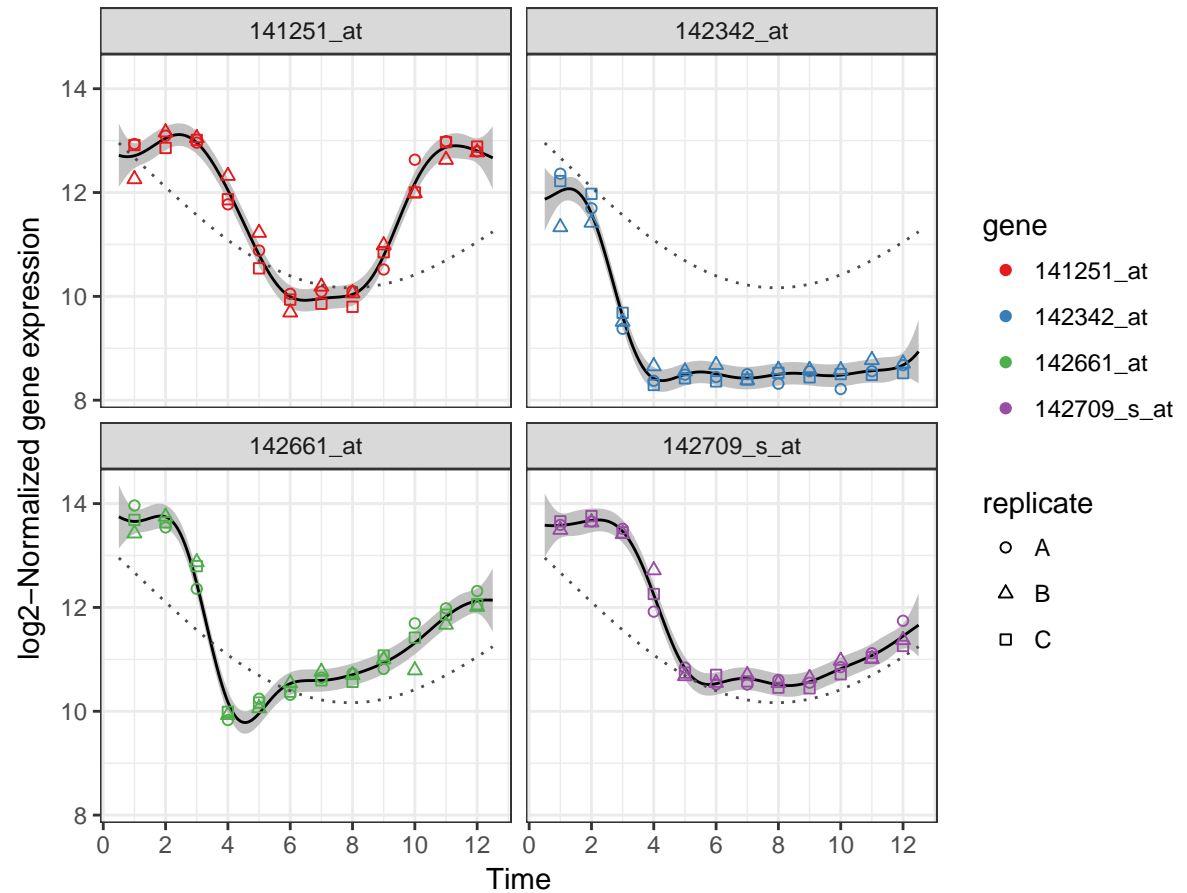 141251_at
142342_at
14
12
10
8
142661_at
142709_s_at
14
12
10
8
0 2 4 6 8 10 12
0 2 4 6 8 10 12
Time
log2−Normalized gene expression
gene
141251_at
142342_at
142661_at
142709_s_at
replicate
A
B
C